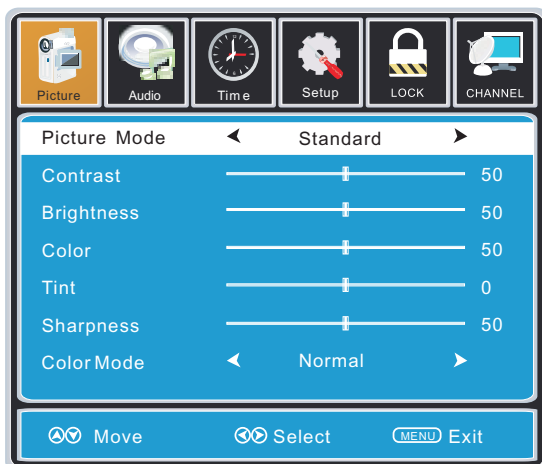 Picture Audio Time Setup LOCK CHANNEL
Picture Mode Standard
Contrast 50
Brightness 50
Color 50
Tint 0
Sharpness 50
Color Mode Normal
Move Select MENU Exit